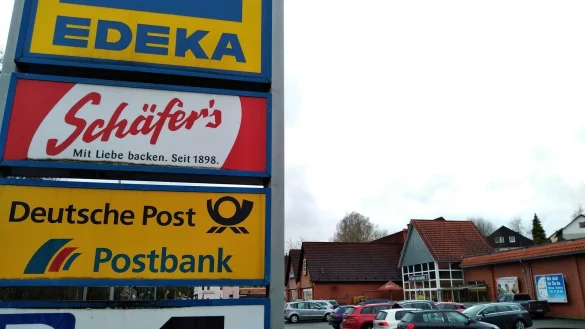 EDEKA
Schäfer's
Mit Liebe backen. Seit 1898.
Deutsche Post
Postbank